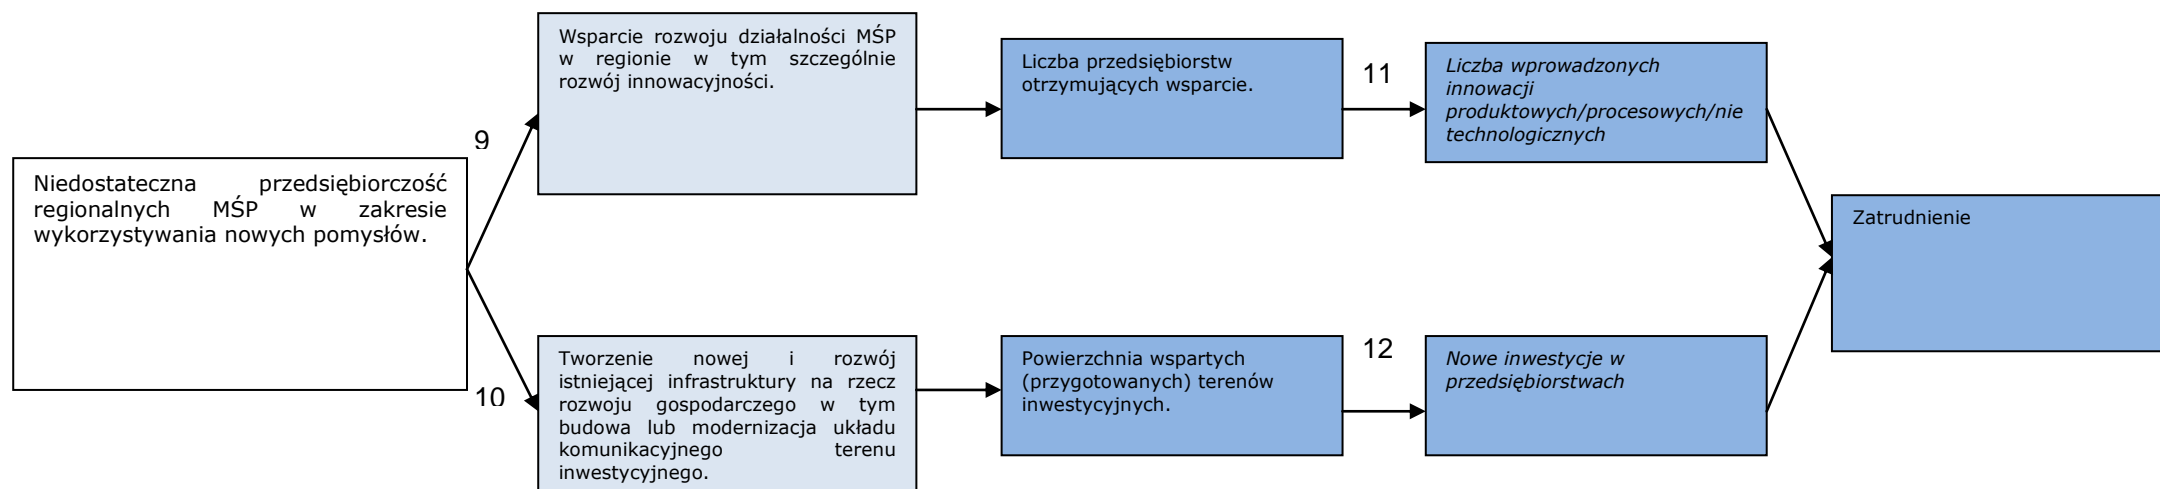 Niedostateczna przedsiębiorczość
regionalnych MŚP w zakresie
wykorzystywania nowych pomysłów.
9
10
Wsparcie rozwoju działalności MŚP
w regionie w tym szczególnie
rozwój innowacyjności.
Liczba przedsiębiorstw
otrzymujących wsparcie.
11
Liczba wprowadzonych
innowacji
produktowych/procesowych/nie
technologicznych
Tworzenie nowej i rozwój
istniejącej infrastruktury na rzecz
rozwoju gospodarczego w tym
budowa lub modernizacja układu
komunikacyjnego terenu
inwestycyjnego.
Powierzchnia wspartych
(przygotowanych) terenów
inwestycyjnych.
12
Nowe inwestycje w
przedsiębiorstwach
Zatrudnienie